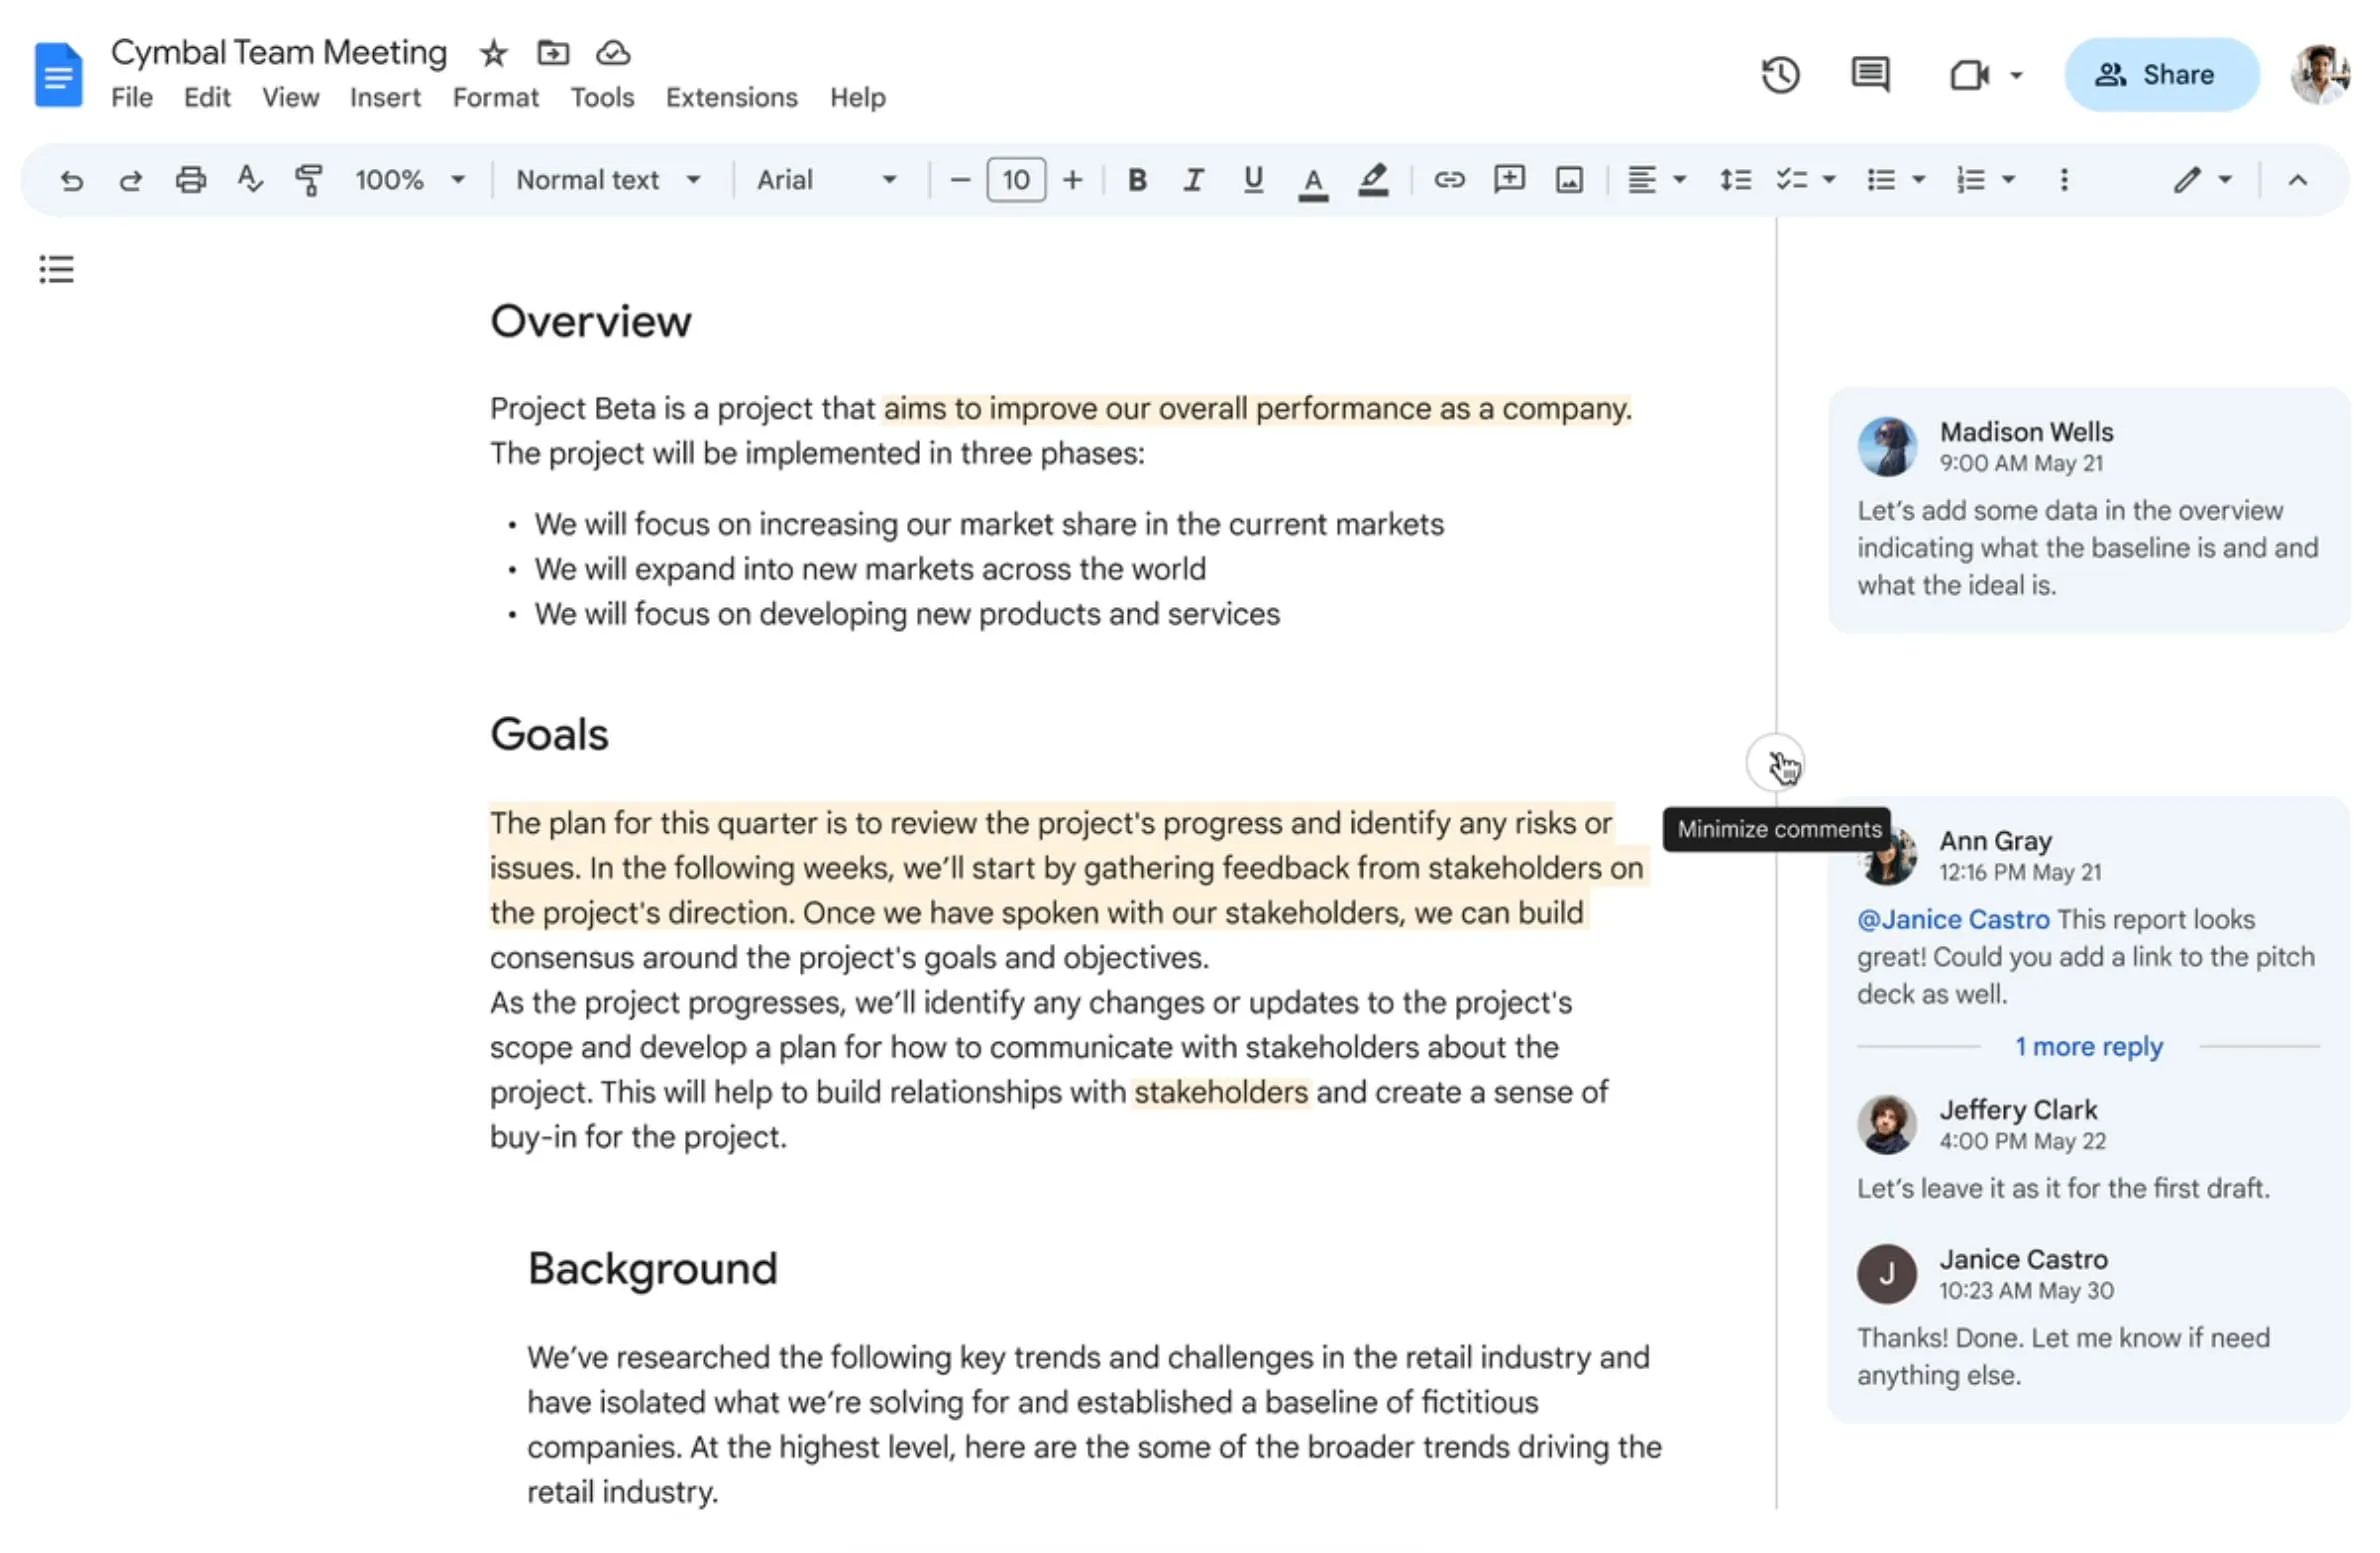 Cymbal Team Meeting
File Edit View Insert Format Tools Extensions Help
Share
100% Normal text Arial 10 B I U A
Overview
Project Beta is a project that aims to improve our overall performance as a company.
The project will be implemented in three phases:
• We will focus on increasing our market share in the current markets
• We will expand into new markets across the world
• We will focus on developing new products and services
Goals
The plan for this quarter is to review the project's progress and identify any risks or
issues. In the following weeks, we’ll start by gathering feedback from stakeholders on
the project's direction. Once we have spoken with our stakeholders, we can build
consensus around the project's goals and objectives.
As the project progresses, we’ll identify any changes or updates to the project's
scope and develop a plan for how to communicate with stakeholders about the
project. This will help to build relationships with stakeholders and create a sense of
buy-in for the project.
Background
We’ve researched the following key trends and challenges in the retail industry and
have isolated what we’re solving for and established a baseline of fictitious
companies. At the highest level, here are the some of the broader trends driving the
retail industry.
Madison Wells
9:00 AM May 21
Let’s add some data in the overview
indicating what the baseline is and and
what the ideal is.
Minimize comments
Ann Gray
12:16 PM May 21
@Janice Castro This report looks
great! Could you add a link to the pitch
deck as well.
1 more reply
Jeffery Clark
4:00 PM May 22
Let’s leave it as it for the first draft.
J
Janice Castro
10:23 AM May 30
Thanks! Done. Let me know if need
anything else.